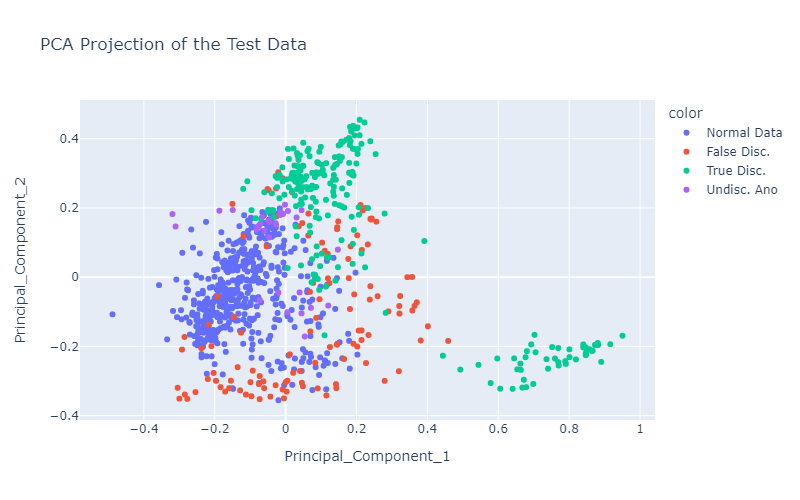 PCA Projection of the Test Data
color
Normal Data
False Disc.
True Disc.
Undisc. Ano
Principal_Component_2
0.4
0.2
0
−0.2
−0.4
−0.4
−0.2
0
0.2
0.4
0.6
0.8
1
Principal_Component_1